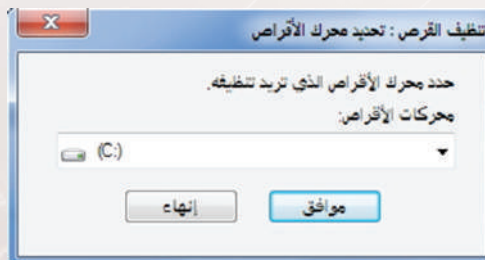 تنظيف القرص : تحديد محرك الأقراص
حدد محرك الأقراص الذي تريد تنظيفه.
محركات الأقراص:
(C:)
موافق
إنهاء